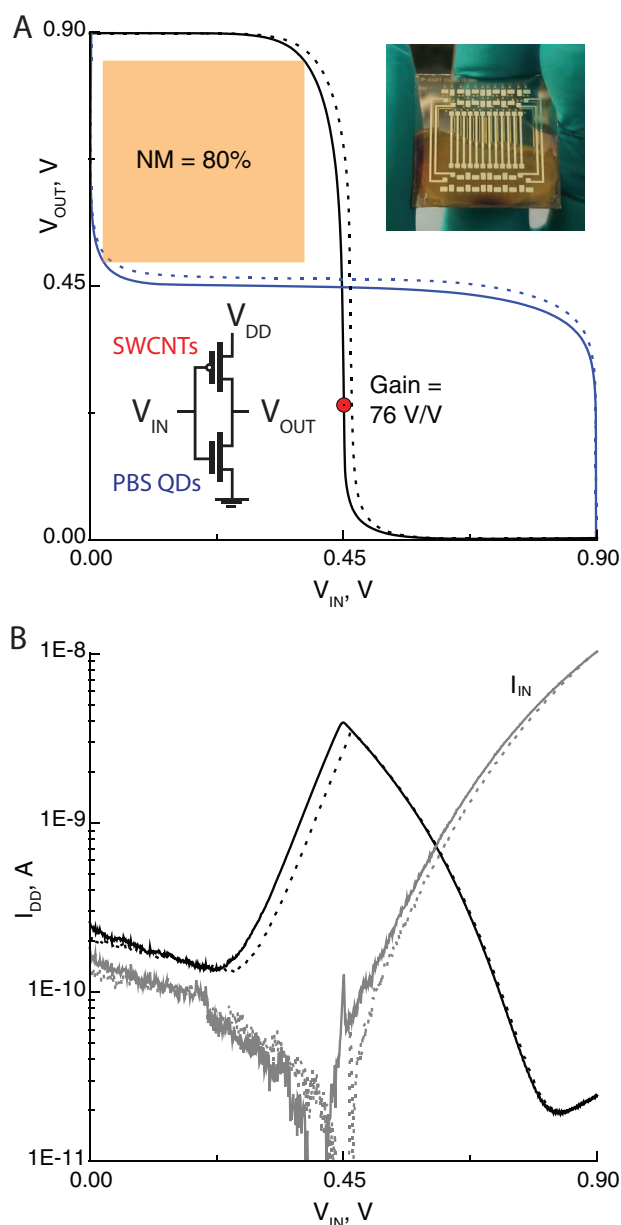 A
0.90
V_OUT, V
NM = 80%
0.45
V_DD
SWCNTs
V_IN
V_OUT
PBS QDs
Gain =
76 V/V
0.00
0.00
0.45
0.90
V_IN, V
B
1E-8
I_IN
1E-9
I_DD, A
1E-10
1E-11
0.00
0.45
0.90
V_IN, V